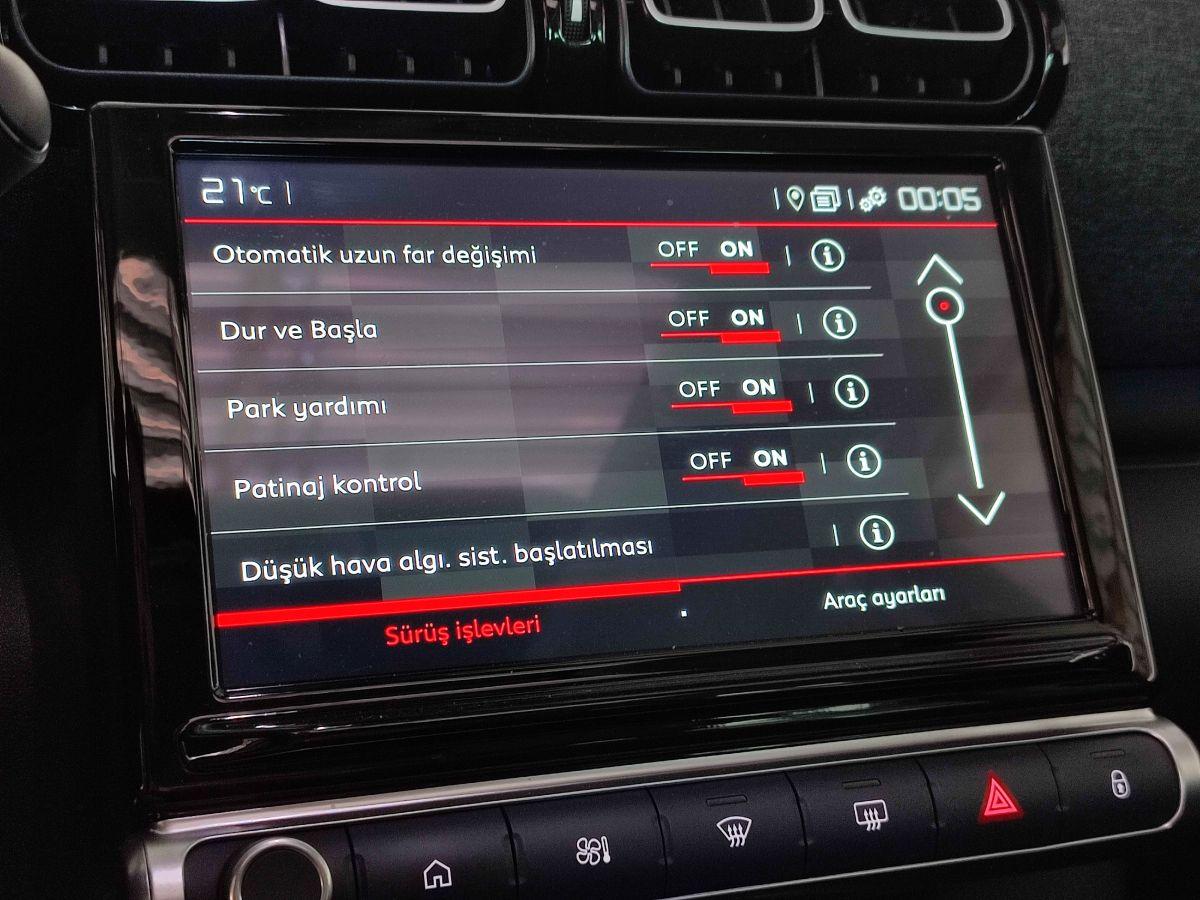 21°C
00:05
Otomatik uzun far değişimi OFF ON
Dur ve Başla OFF ON
Park yardımı OFF ON
Patinaj kontrol OFF ON
Düşük hava algı. sist. başlatılması
Sürüş işlevleri
Araç ayarları